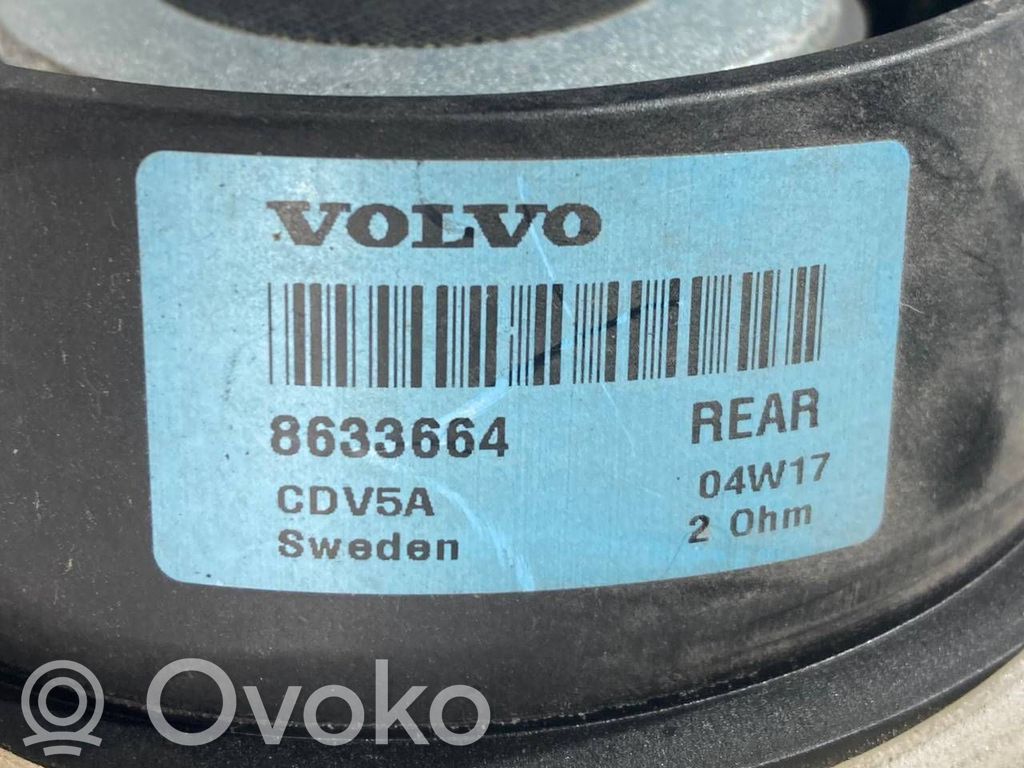 VOLVO
8633664 REAR
CDV5A 04W17
Sweden 2 Ohm
Ovoko